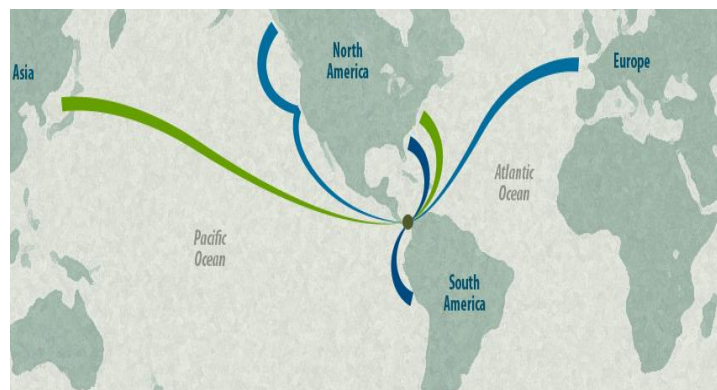 Asia
North
America
Europe
Atlantic
Ocean
Pacific
Ocean
South
America